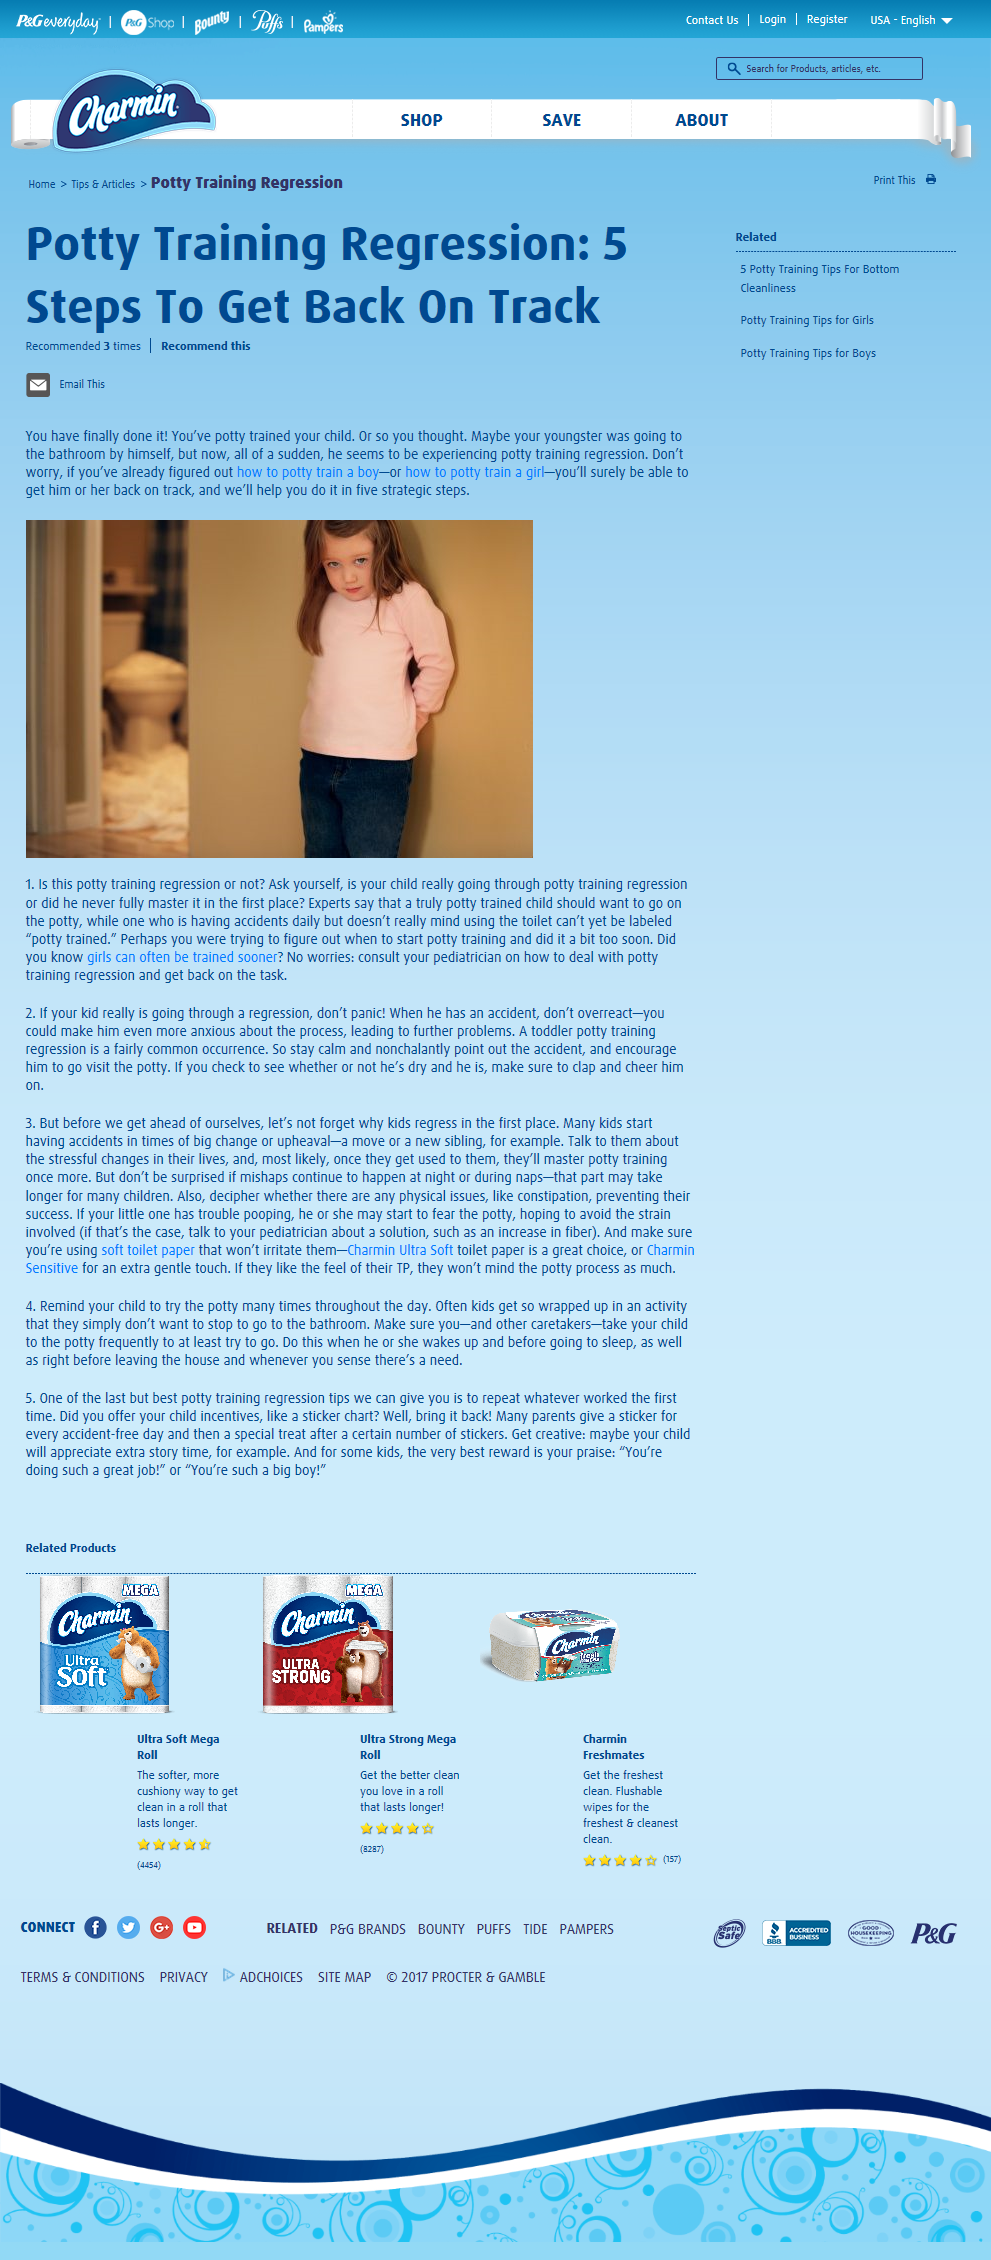 P&G everyday | P&G Shop | Bounty | Puffs | Pampers
Contact Us | Login | Register USA - English
Search for Products, articles, etc.
Charmin
SHOP SAVE ABOUT
Home > Tips & Articles > Potty Training Regression
Print This
Potty Training Regression: 5
Steps To Get Back On Track
Recommended 3 times | Recommend this
Email This
Related
5 Potty Training Tips For Bottom
Cleanliness
Potty Training Tips for Girls
Potty Training Tips for Boys
You have finally done it! You’ve potty trained your child. Or so you thought. Maybe your youngster was going to
the bathroom by himself, but now, all of a sudden, he seems to be experiencing potty training regression. Don’t
worry, if you’ve already figured out how to potty train a boy—or how to potty train a girl—you’ll surely be able to
get him or her back on track, and we’ll help you do it in five strategic steps.
1. Is this potty training regression or not? Ask yourself, is your child really going through potty training regression
or did he never fully master it in the first place? Experts say that a truly potty trained child should want to go on
the potty, while one who is having accidents daily but doesn’t really mind using the toilet can’t yet be labeled
“potty trained.” Perhaps you were trying to figure out when to start potty training and did it a bit too soon. Did
you know girls can often be trained sooner? No worries: consult your pediatrician on how to deal with potty
training regression and get back on the task.
2. If your kid really is going through a regression, don’t panic! When he has an accident, don’t overreact—you
could make him even more anxious about the process, leading to further problems. A toddler potty training
regression is a fairly common occurrence. So stay calm and nonchalantly point out the accident, and encourage
him to go visit the potty. If you check to see whether or not he’s dry and he is, make sure to clap and cheer him
on.
3. But before we get ahead of ourselves, let’s not forget why kids regress in the first place. Many kids start
having accidents in times of big change or upheaval—a move or a new sibling, for example. Talk to them about
the stressful changes in their lives, and, most likely, once they get used to them, they’ll master potty training
once more. But don’t be surprised if mishaps continue to happen at night or during naps—that part may take
longer for many children. Also, decipher whether there are any physical issues, like constipation, preventing their
success. If your little one has trouble pooping, he or she may start to fear the potty, hoping to avoid the strain
involved (if that’s the case, talk to your pediatrician about a solution, such as an increase in fiber). And make sure
you’re using soft toilet paper that won’t irritate them—Charmin Ultra Soft toilet paper is a great choice, or Charmin
Sensitive for an extra gentle touch. If they like the feel of their TP, they won’t mind the potty process as much.
4. Remind your child to try the potty many times throughout the day. Often kids get so wrapped up in an activity
that they simply don’t want to stop to go to the bathroom. Make sure you—and other caretakers—take your child
to the potty frequently to at least try to go. Do this when he or she wakes up and before going to sleep, as well
as right before leaving the house and whenever you sense there’s a need.
5. One of the last but best potty training regression tips we can give you is to repeat whatever worked the first
time. Did you offer your child incentives, like a sticker chart? Well, bring it back! Many parents give a sticker for
every accident-free day and then a special treat after a certain number of stickers. Get creative: maybe your child
will appreciate extra story time, for example. And for some kids, the very best reward is your praise: “You’re
doing such a great job!” or “You’re such a big boy!”
Related Products
MEGA
Charmin
Ultra
Soft
MEGA
Charmin
ULTRA
STRONG
Charmin
Charmin
Ultra Soft Mega
Roll
The softer, more
cushiony way to get
clean in a roll that
lasts longer.
(4454)
Ultra Strong Mega
Roll
Get the better clean
you love in a roll
that lasts longer!
(8287)
Charmin
Freshmates
Get the freshest
clean. Flushable
wipes for the
freshest & cleanest
clean.
(157)
CONNECT RELATED P&G BRANDS BOUNTY PUFFS TIDE PAMPERS
Septic
Safe
BBB
ACCREDITED
BUSINESS
GOOD
HOUSEKEEPING
P&G
TERMS & CONDITIONS PRIVACY ADCHOICES SITE MAP © 2017 PROCTER & GAMBLE